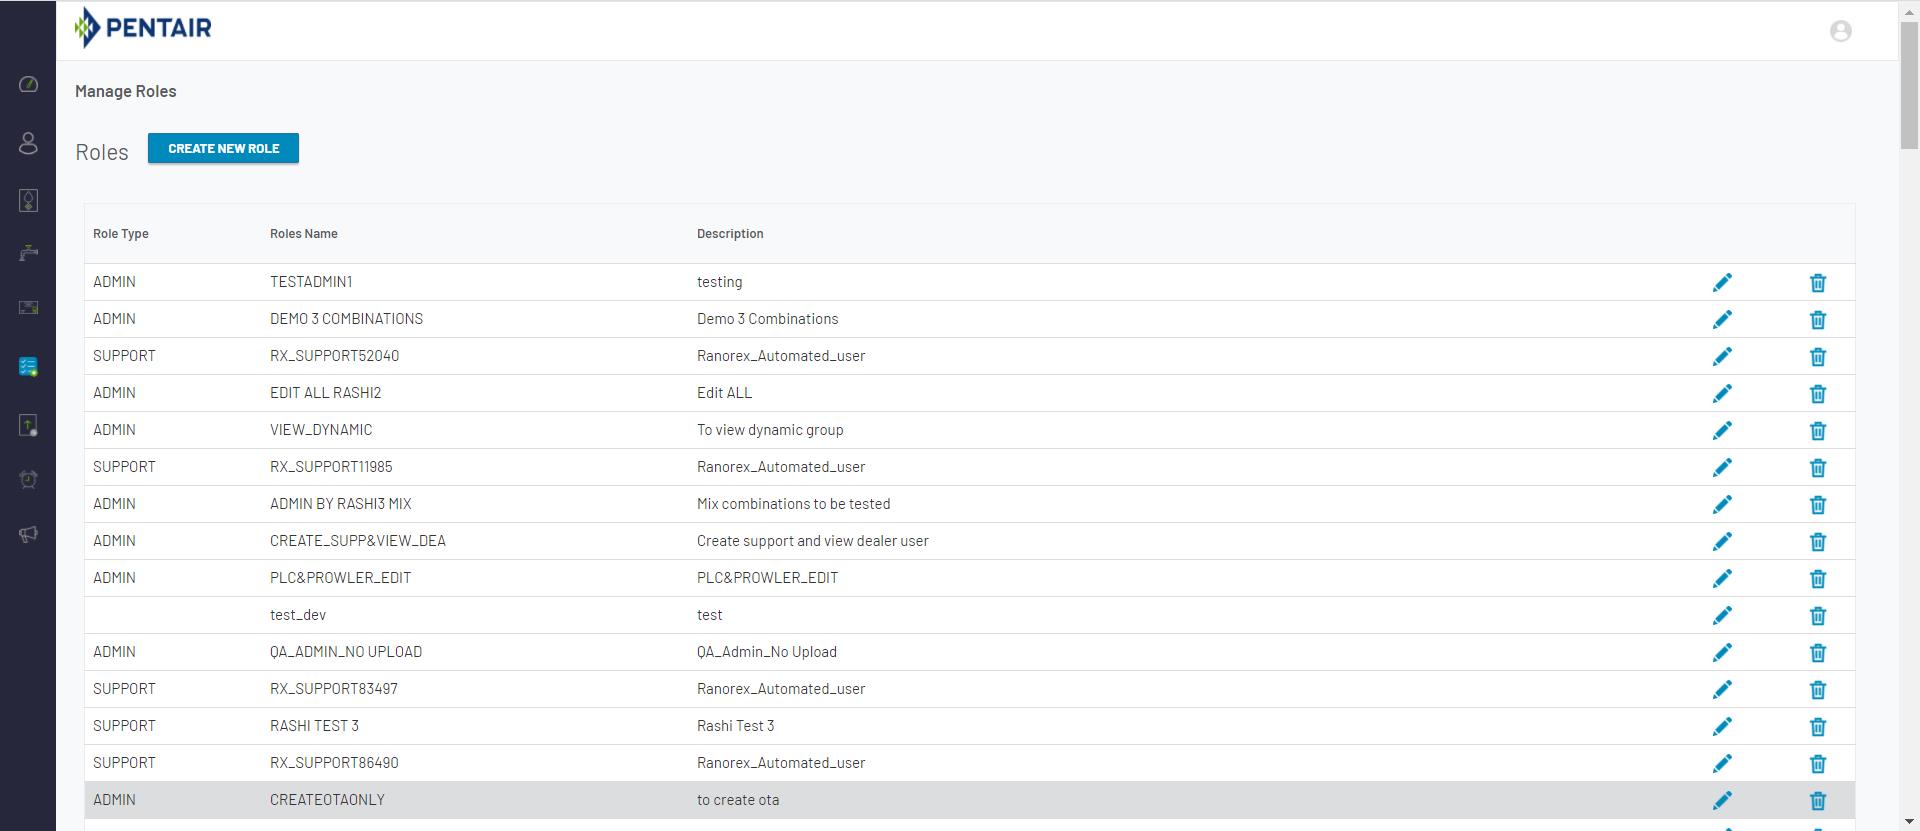 PENTAIR
Manage Roles
Roles CREATE NEW ROLE
Role Type Roles Name Description
ADMIN TESTADMIN1 testing
ADMIN DEMO 3 COMBINATIONS Demo 3 Combinations
SUPPORT RX_SUPPORT52040 Ranorex_Automated_user
ADMIN EDIT ALL RASHI2 Edit ALL
ADMIN VIEW_DYNAMIC To view dynamic group
SUPPORT RX_SUPPORT11985 Ranorex_Automated_user
ADMIN ADMIN BY RASHI3 MIX Mix combinations to be tested
ADMIN CREATE_SUPP&VIEW_DEA Create support and view dealer user
ADMIN PLC&PROWLER_EDIT PLC&PROWLER_EDIT
test_dev test
ADMIN QA_ADMIN_NO UPLOAD QA_Admin_No Upload
SUPPORT RX_SUPPORT83497 Ranorex_Automated_user
SUPPORT RASHI TEST 3 Rashi Test 3
SUPPORT RX_SUPPORT86490 Ranorex_Automated_user
ADMIN CREATEOTAONLY to create ota